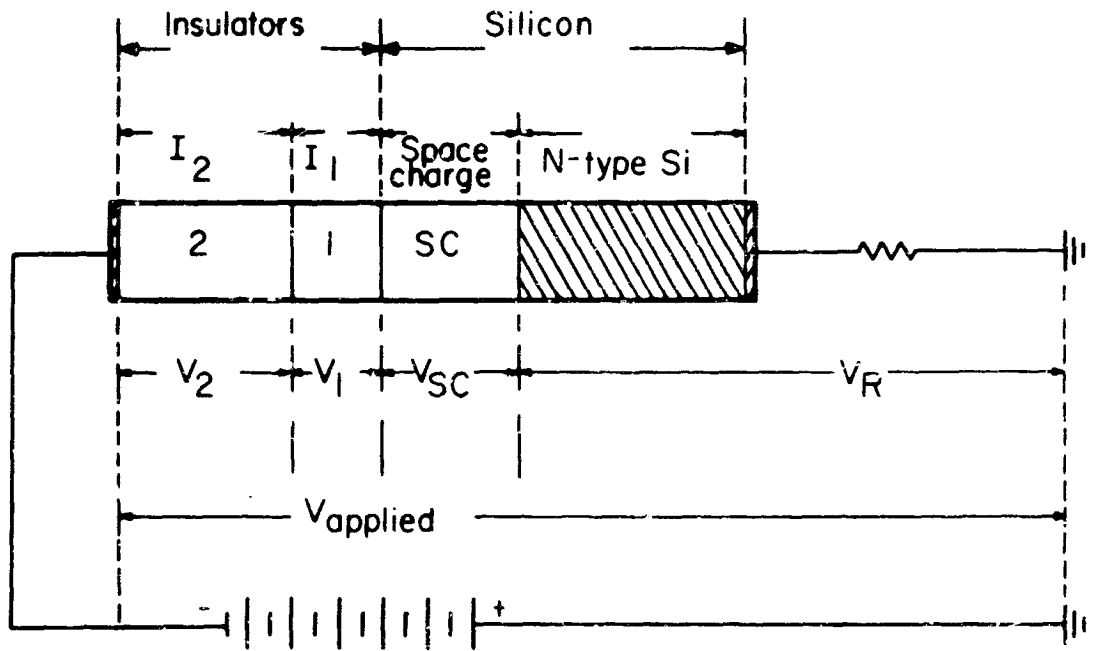 Insulators Silicon
I2 I1 Space charge N-type Si
2 1 SC
V2 V1 VSC VR
Vapplied
- +